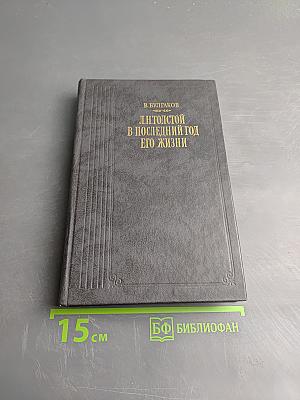 В. БУЛГАКОВ
Л.Н.ТОЛСТОЙ
В ПОСЛЕДНИЙ ГОД
ЕГО ЖИЗНИ
15 см
БФ БИБЛИОФАН